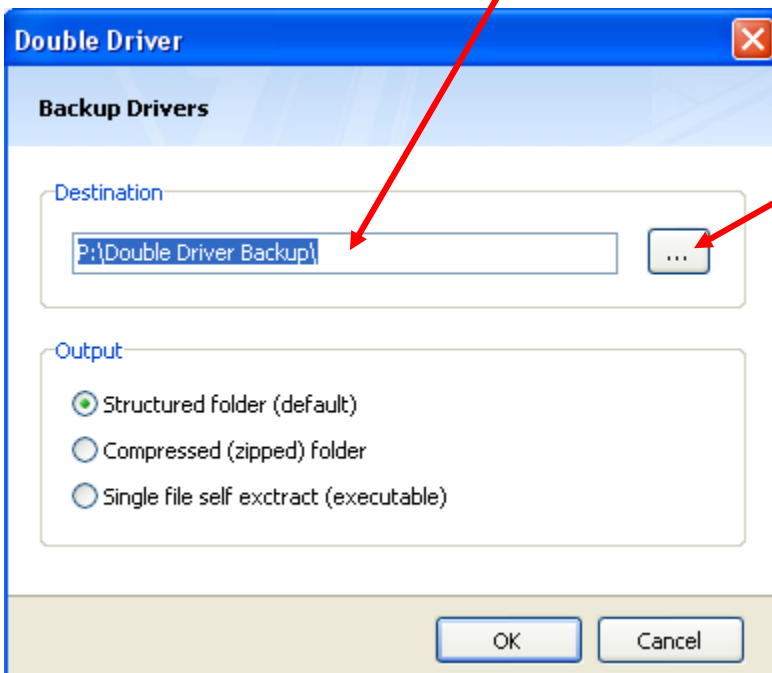 Double Driver
Backup Drivers
Destination
P:\Double Driver Backup\
...
Output
Structured folder (default)
Compressed (zipped) folder
Single file self exctract (executable)
OK Cancel